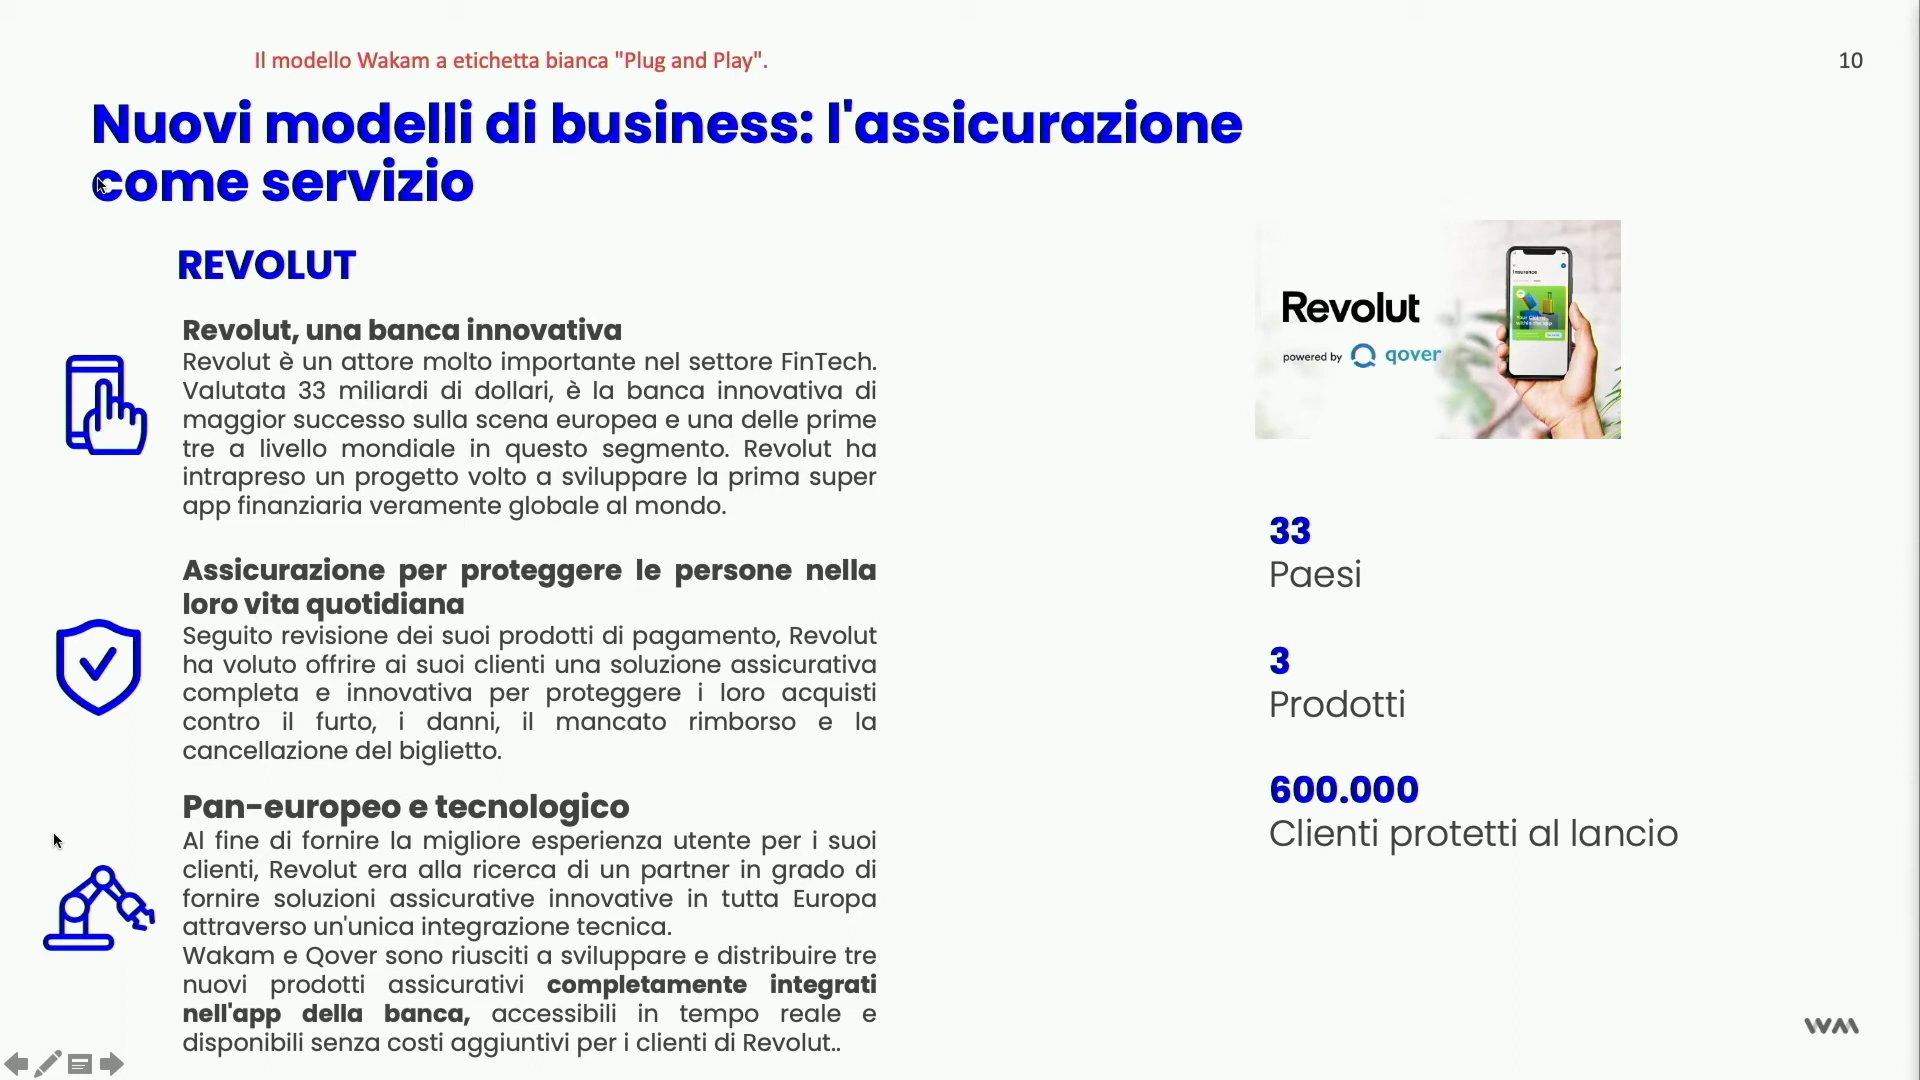 Il modello Wakam a etichetta bianca "Plug and Play".
10
Nuovi modelli di business: l'assicurazione
come servizio
REVOLUT
Revolut, una banca innovativa
Revolut è un attore molto importante nel settore FinTech.
Valutata 33 miliardi di dollari, è la banca innovativa di
maggior successo sulla scena europea e una delle prime
tre a livello mondiale in questo segmento. Revolut ha
intrapreso un progetto volto a sviluppare la prima super
app finanziaria veramente globale al mondo.
Assicurazione per proteggere le persone nella
loro vita quotidiana
Seguito revisione dei suoi prodotti di pagamento, Revolut
ha voluto offrire ai suoi clienti una soluzione assicurativa
completa e innovativa per proteggere i loro acquisti
contro il furto, i danni, il mancato rimborso e la
cancellazione del biglietto.
Pan-europeo e tecnologico
Al fine di fornire la migliore esperienza utente per i suoi
clienti, Revolut era alla ricerca di un partner in grado di
fornire soluzioni assicurative innovative in tutta Europa
attraverso un'unica integrazione tecnica.
Wakam e Qover sono riusciti a sviluppare e distribuire tre
nuovi prodotti assicurativi completamente integrati
nell'app della banca, accessibili in tempo reale e
disponibili senza costi aggiuntivi per i clienti di Revolut..
Revolut
powered by qover
Insurance
33
Paesi
3
Prodotti
600.000
Clienti protetti al lancio
WM